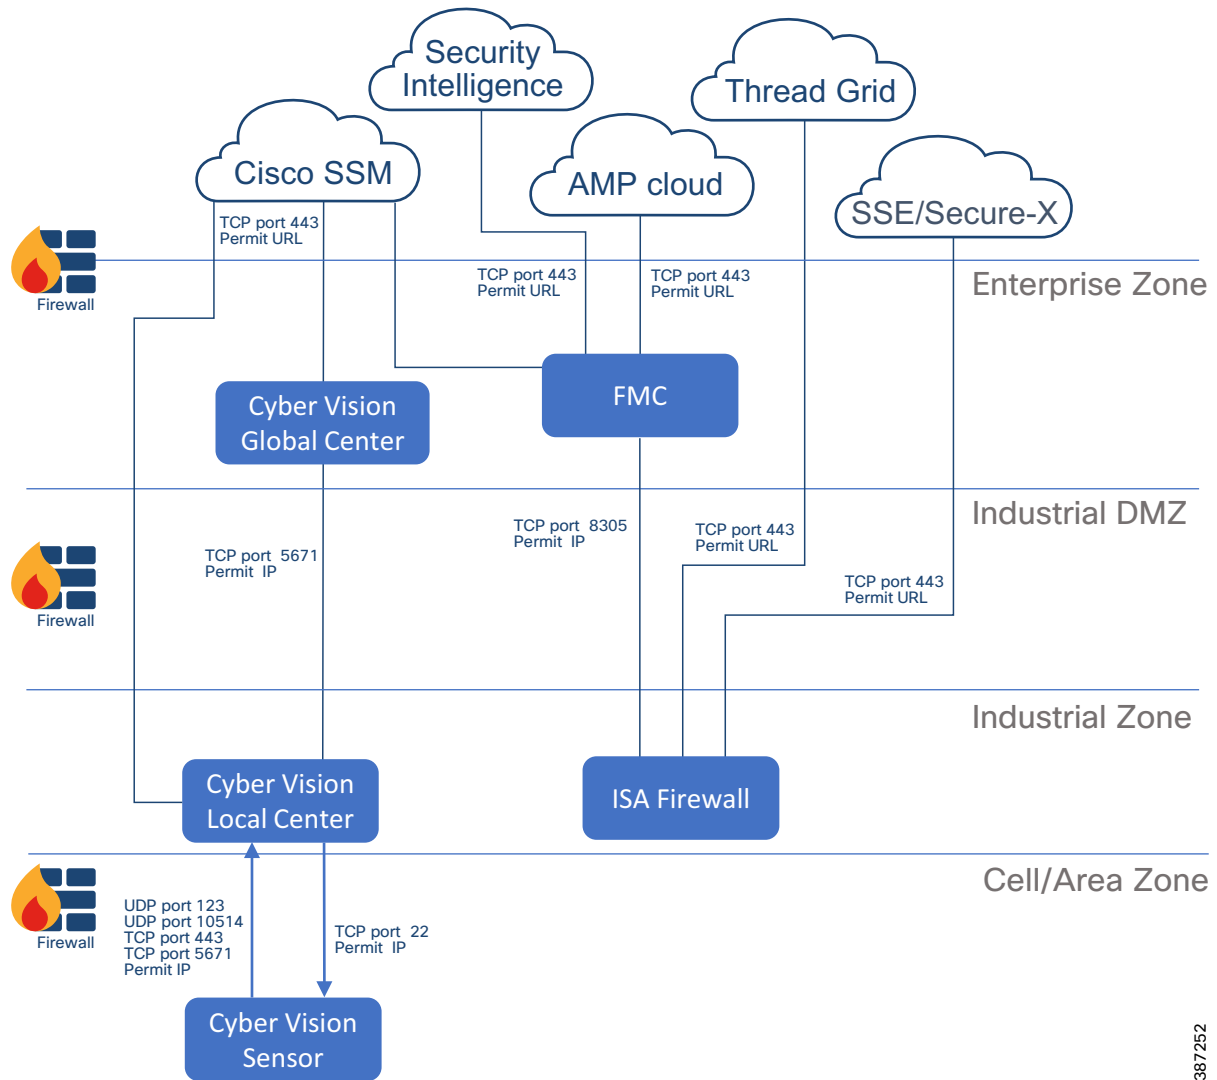 Security
Intelligence
Thread Grid
Cisco SSM
AMP cloud
SSE/Secure-X
TCP port 443
Permit URL
Firewall
TCP port 443
Permit URL
TCP port 443
Permit URL
Enterprise Zone
Cyber Vision
Global Center
FMC
Industrial DMZ
TCP port 5671
Permit IP
TCP port 8305
Permit IP
TCP port 443
Permit URL
TCP port 443
Permit URL
Firewall
Industrial Zone
Cyber Vision
Local Center
ISA Firewall
Cell/Area Zone
Firewall
UDP port 123
UDP port 10514
TCP port 443
TCP port 5671
Permit IP
TCP port 22
Permit IP
Cyber Vision
Sensor
387252